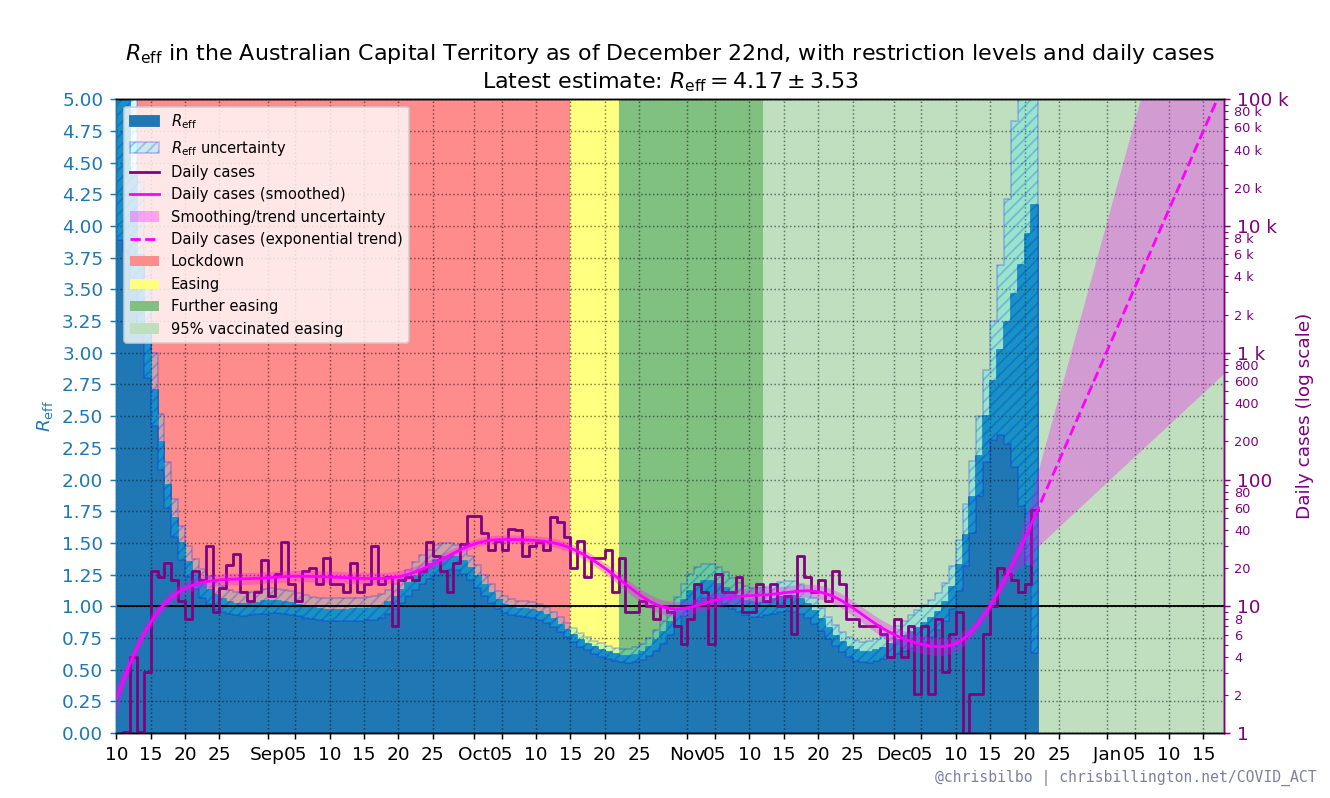 Reff in the Australian Capital Territory as of December 22nd, with restriction levels and daily cases
Latest estimate: Reff = 4.17 ± 3.53
5.00
4.75
4.50
4.25
4.00
3.75
3.50
3.25
3.00
2.75
2.50
2.25
2.00
1.75
1.50
1.25
1.00
0.75
0.50
0.25
0.00
Reff
Reff
Reff uncertainty
Daily cases
Daily cases (smoothed)
Smoothing/trend uncertainty
Daily cases (exponential trend)
Lockdown
Easing
Further easing
95% vaccinated easing
100 k
80 k
60 k
40 k
20 k
10 k
8 k
6 k
4 k
2 k
1 k
800
600
400
200
100
80
60
40
20
10
8
6
4
2
1
Daily cases (log scale)
10 15 20 25 Sep05 10 15 20 25 Oct05 10 15 20 25 Nov05 10 15 20 25 Dec05 10 15 20 25 Jan05 10 15
@chrisbilbo | chrisbillington.net/COVID_ACT